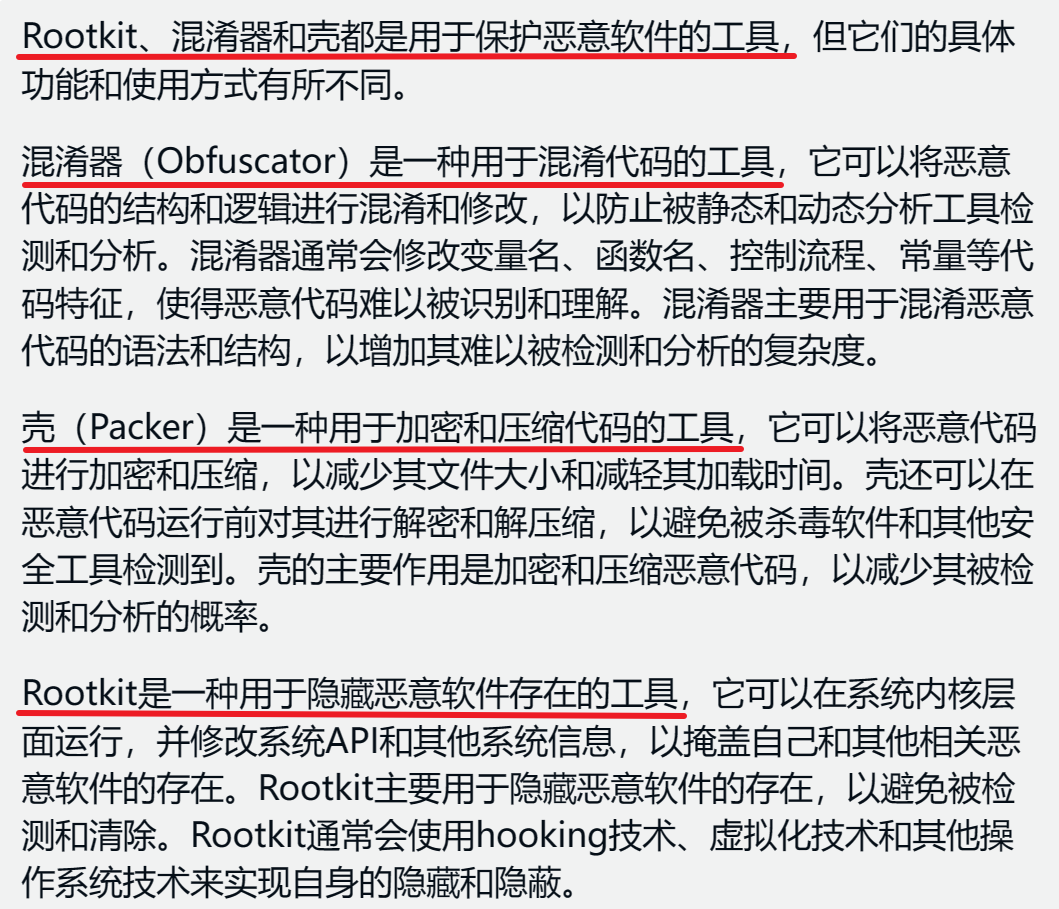 Rootkit、混淆器和壳都是用于保护恶意软件的工具，但它们的具体
功能和使用方式有所不同。
混淆器（Obfuscator）是一种用于混淆代码的工具，它可以将恶意
代码的结构和逻辑进行混淆和修改，以防止被静态和动态分析工具检
测和分析。混淆器通常会修改变量名、函数名、控制流程、常量等代
码特征，使得恶意代码难以被识别和理解。混淆器主要用于混淆恶意
代码的语法和结构，以增加其难以被检测和分析的复杂度。
壳（Packer）是一种用于加密和压缩代码的工具，它可以将恶意代码
进行加密和压缩，以减少其文件大小和减轻其加载时间。壳还可以在
恶意代码运行前对其进行解密和解压缩，以避免被杀毒软件和其他安
全工具检测到。壳的主要作用是加密和压缩恶意代码，以减少其被检
测和分析的概率。
Rootkit是一种用于隐藏恶意软件存在的工具，它可以在系统内核层
面运行，并修改系统API和其他系统信息，以掩盖自己和其他相关恶
意软件的存在。Rootkit主要用于隐藏恶意软件的存在，以避免被检
测和清除。Rootkit通常会使用hooking技术、虚拟化技术和其他操
作系统技术来实现自身的隐藏和隐蔽。